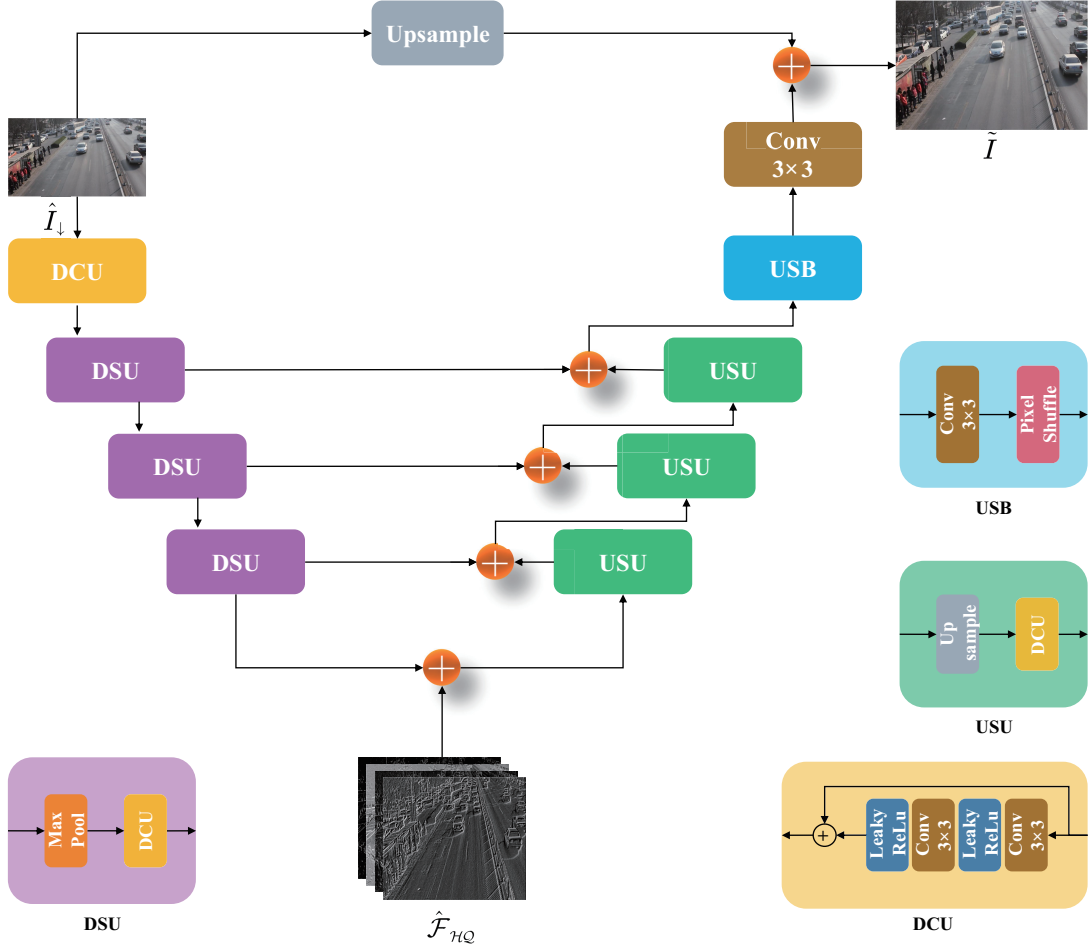 Upsample
Conv
3×3
Ĩ
Î↓
DCU
USB
DSU
USU
DSU
USU
DSU
USU
Conv
3×3
Pixel
Shuffle
USB
Up
sample
DCU
USU
Max
Pool
DCU
DSU
F̂_HQ
Leaky
ReLu
Conv
3×3
Leaky
ReLu
Conv
3×3
DCU